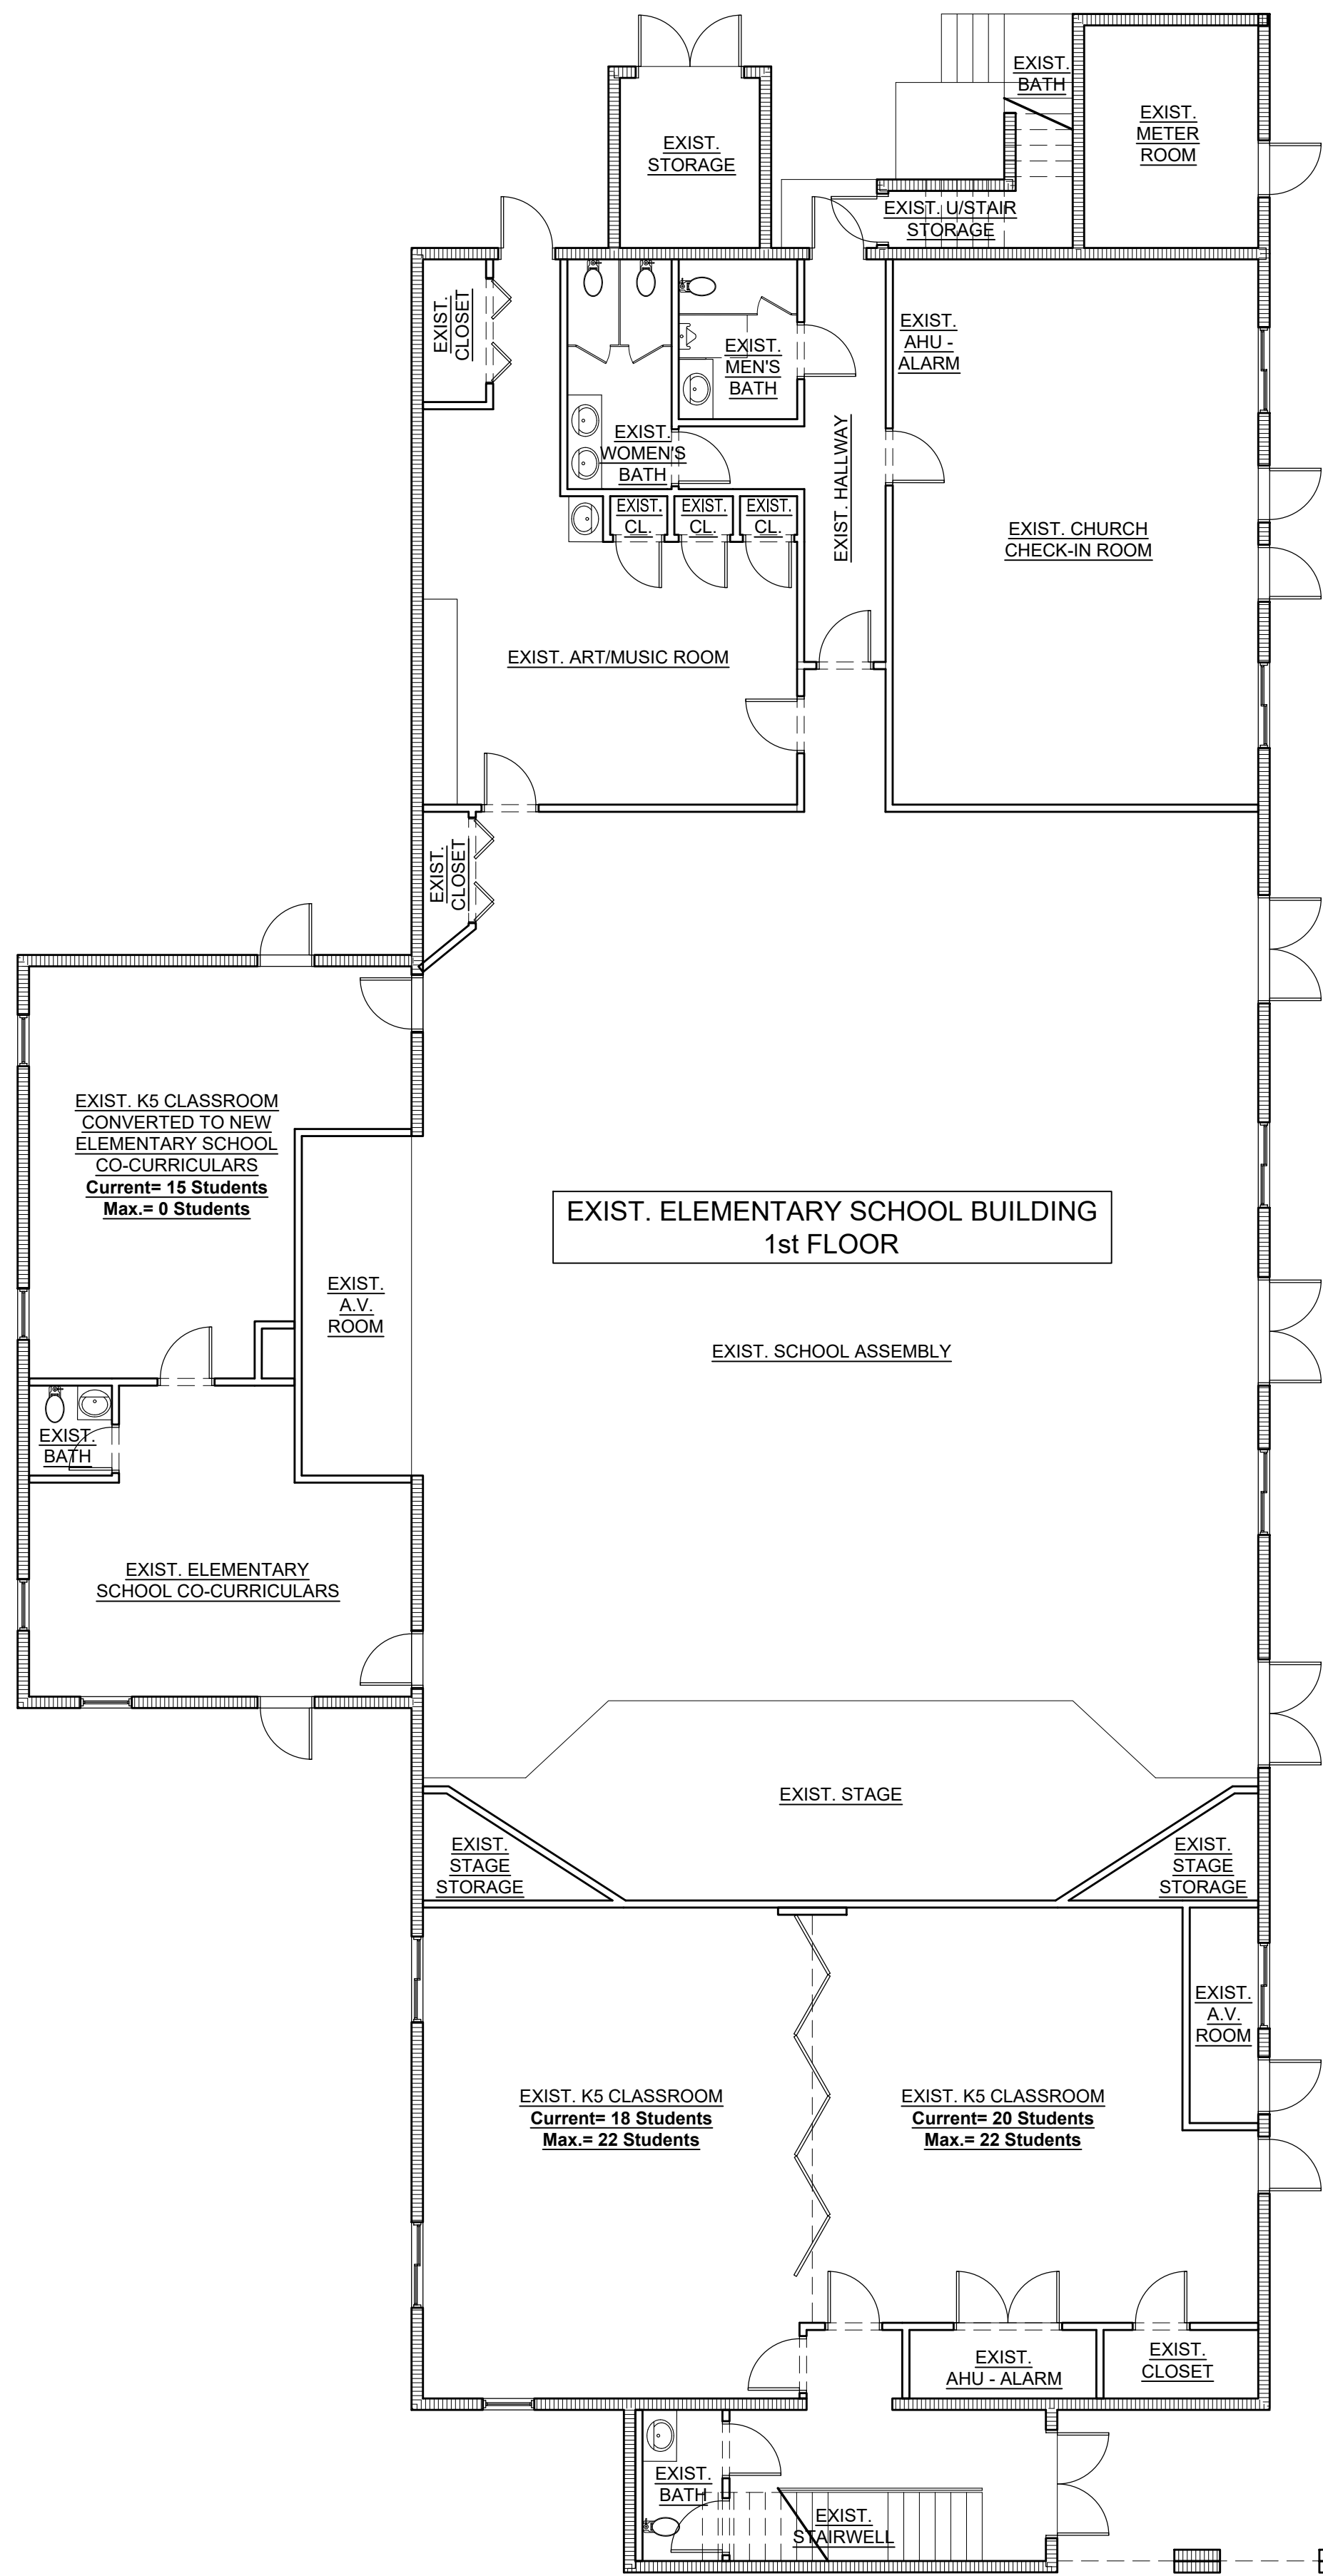 EXIST.
BATH
EXIST.
METER
ROOM
EXIST.
STORAGE
EXIST. U/STAIR
STORAGE
EXIST.
CLOSET
EXIST.
AHU -
ALARM
EXIST.
MEN'S
BATH
EXIST.
WOMEN'S
BATH
EXIST. HALLWAY
EXIST.
CL.
EXIST.
CL.
EXIST.
CL.
EXIST. CHURCH
CHECK-IN ROOM
EXIST. ART/MUSIC ROOM
EXIST.
CLOSET
EXIST. K5 CLASSROOM
CONVERTED TO NEW
ELEMENTARY SCHOOL
CO-CURRICULARS
Current= 15 Students
Max.= 0 Students
EXIST. ELEMENTARY SCHOOL BUILDING
1st FLOOR
EXIST.
A.V.
ROOM
EXIST. SCHOOL ASSEMBLY
EXIST.
BATH
EXIST. ELEMENTARY
SCHOOL CO-CURRICULARS
EXIST. STAGE
EXIST.
STAGE
STORAGE
EXIST.
STAGE
STORAGE
EXIST.
A.V.
ROOM
EXIST. K5 CLASSROOM
Current= 18 Students
Max.= 22 Students
EXIST. K5 CLASSROOM
Current= 20 Students
Max.= 22 Students
EXIST.
AHU - ALARM
EXIST.
CLOSET
EXIST.
BATH
EXIST.
STAIRWELL